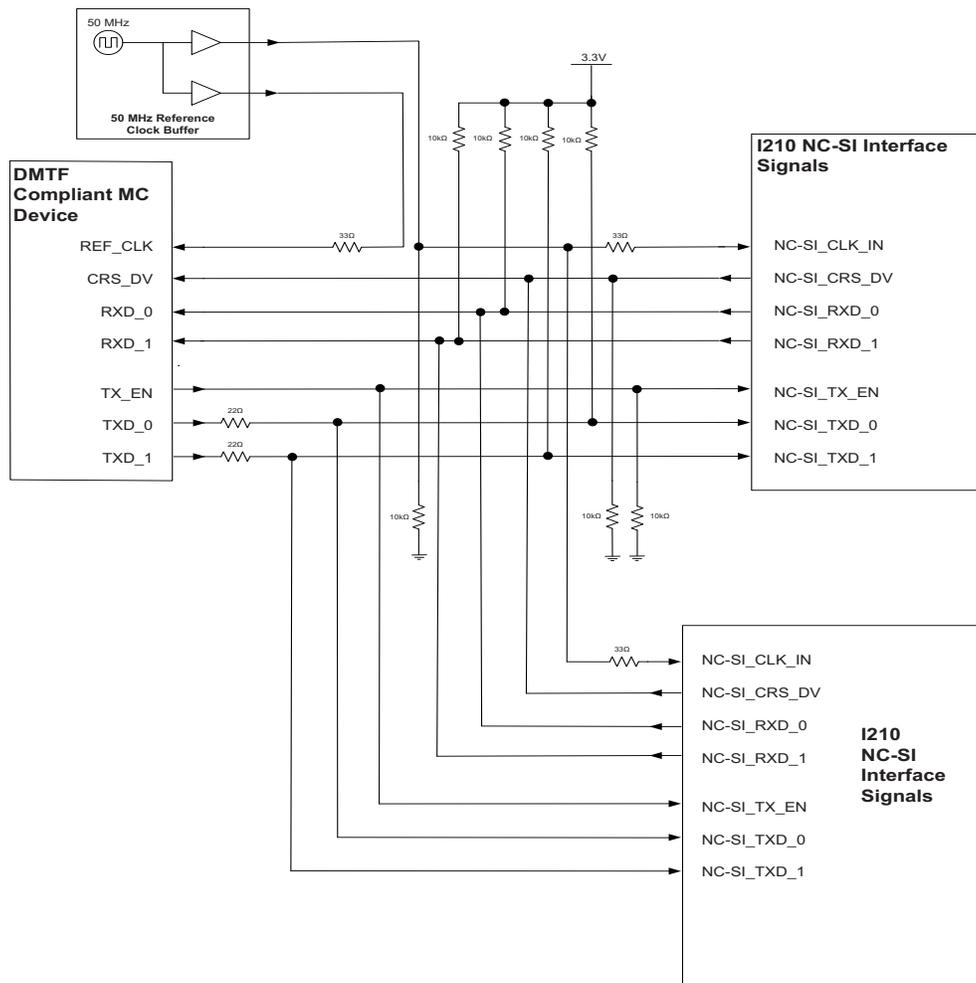 50 MHz
50 MHz Reference
Clock Buffer
3.3V
10kΩ
10kΩ
10kΩ
10kΩ
DMTF
Compliant MC
Device
REF_CLK
CRS_DV
RXD_0
RXD_1
TX_EN
TXD_0
TXD_1
33Ω
33Ω
22Ω
22Ω
I210 NC-SI Interface
Signals
NC-SI_CLK_IN
NC-SI_CRS_DV
NC-SI_RXD_0
NC-SI_RXD_1
NC-SI_TX_EN
NC-SI_TXD_0
NC-SI_TXD_1
10kΩ
10kΩ
10kΩ
33Ω
NC-SI_CLK_IN
NC-SI_CRS_DV
NC-SI_RXD_0
NC-SI_RXD_1
NC-SI_TX_EN
NC-SI_TXD_0
NC-SI_TXD_1
I210
NC-SI
Interface
Signals